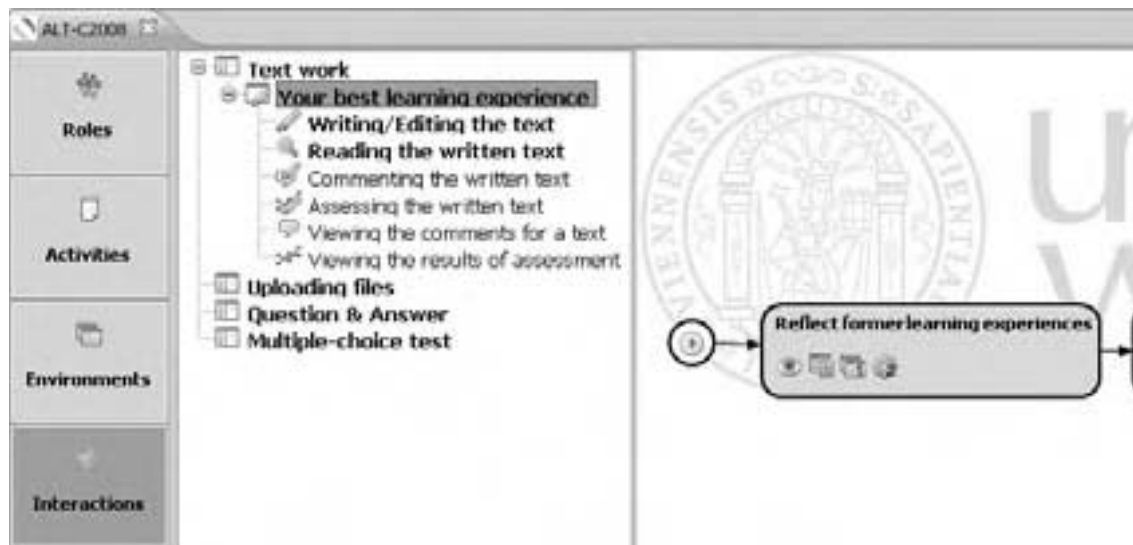 ALT-C2008
Roles
Activities
Environments
Interactions
Text work
Your best learning experience
Writing/Editing the text
Reading the written text
Commenting the written text
Assessing the written text
Viewing the comments for a text
Viewing the results of assessment
Uploading files
Question & Answer
Multiple-choice test
VIENNENSIS
SAPIENTIA
Reflect former learning experiences